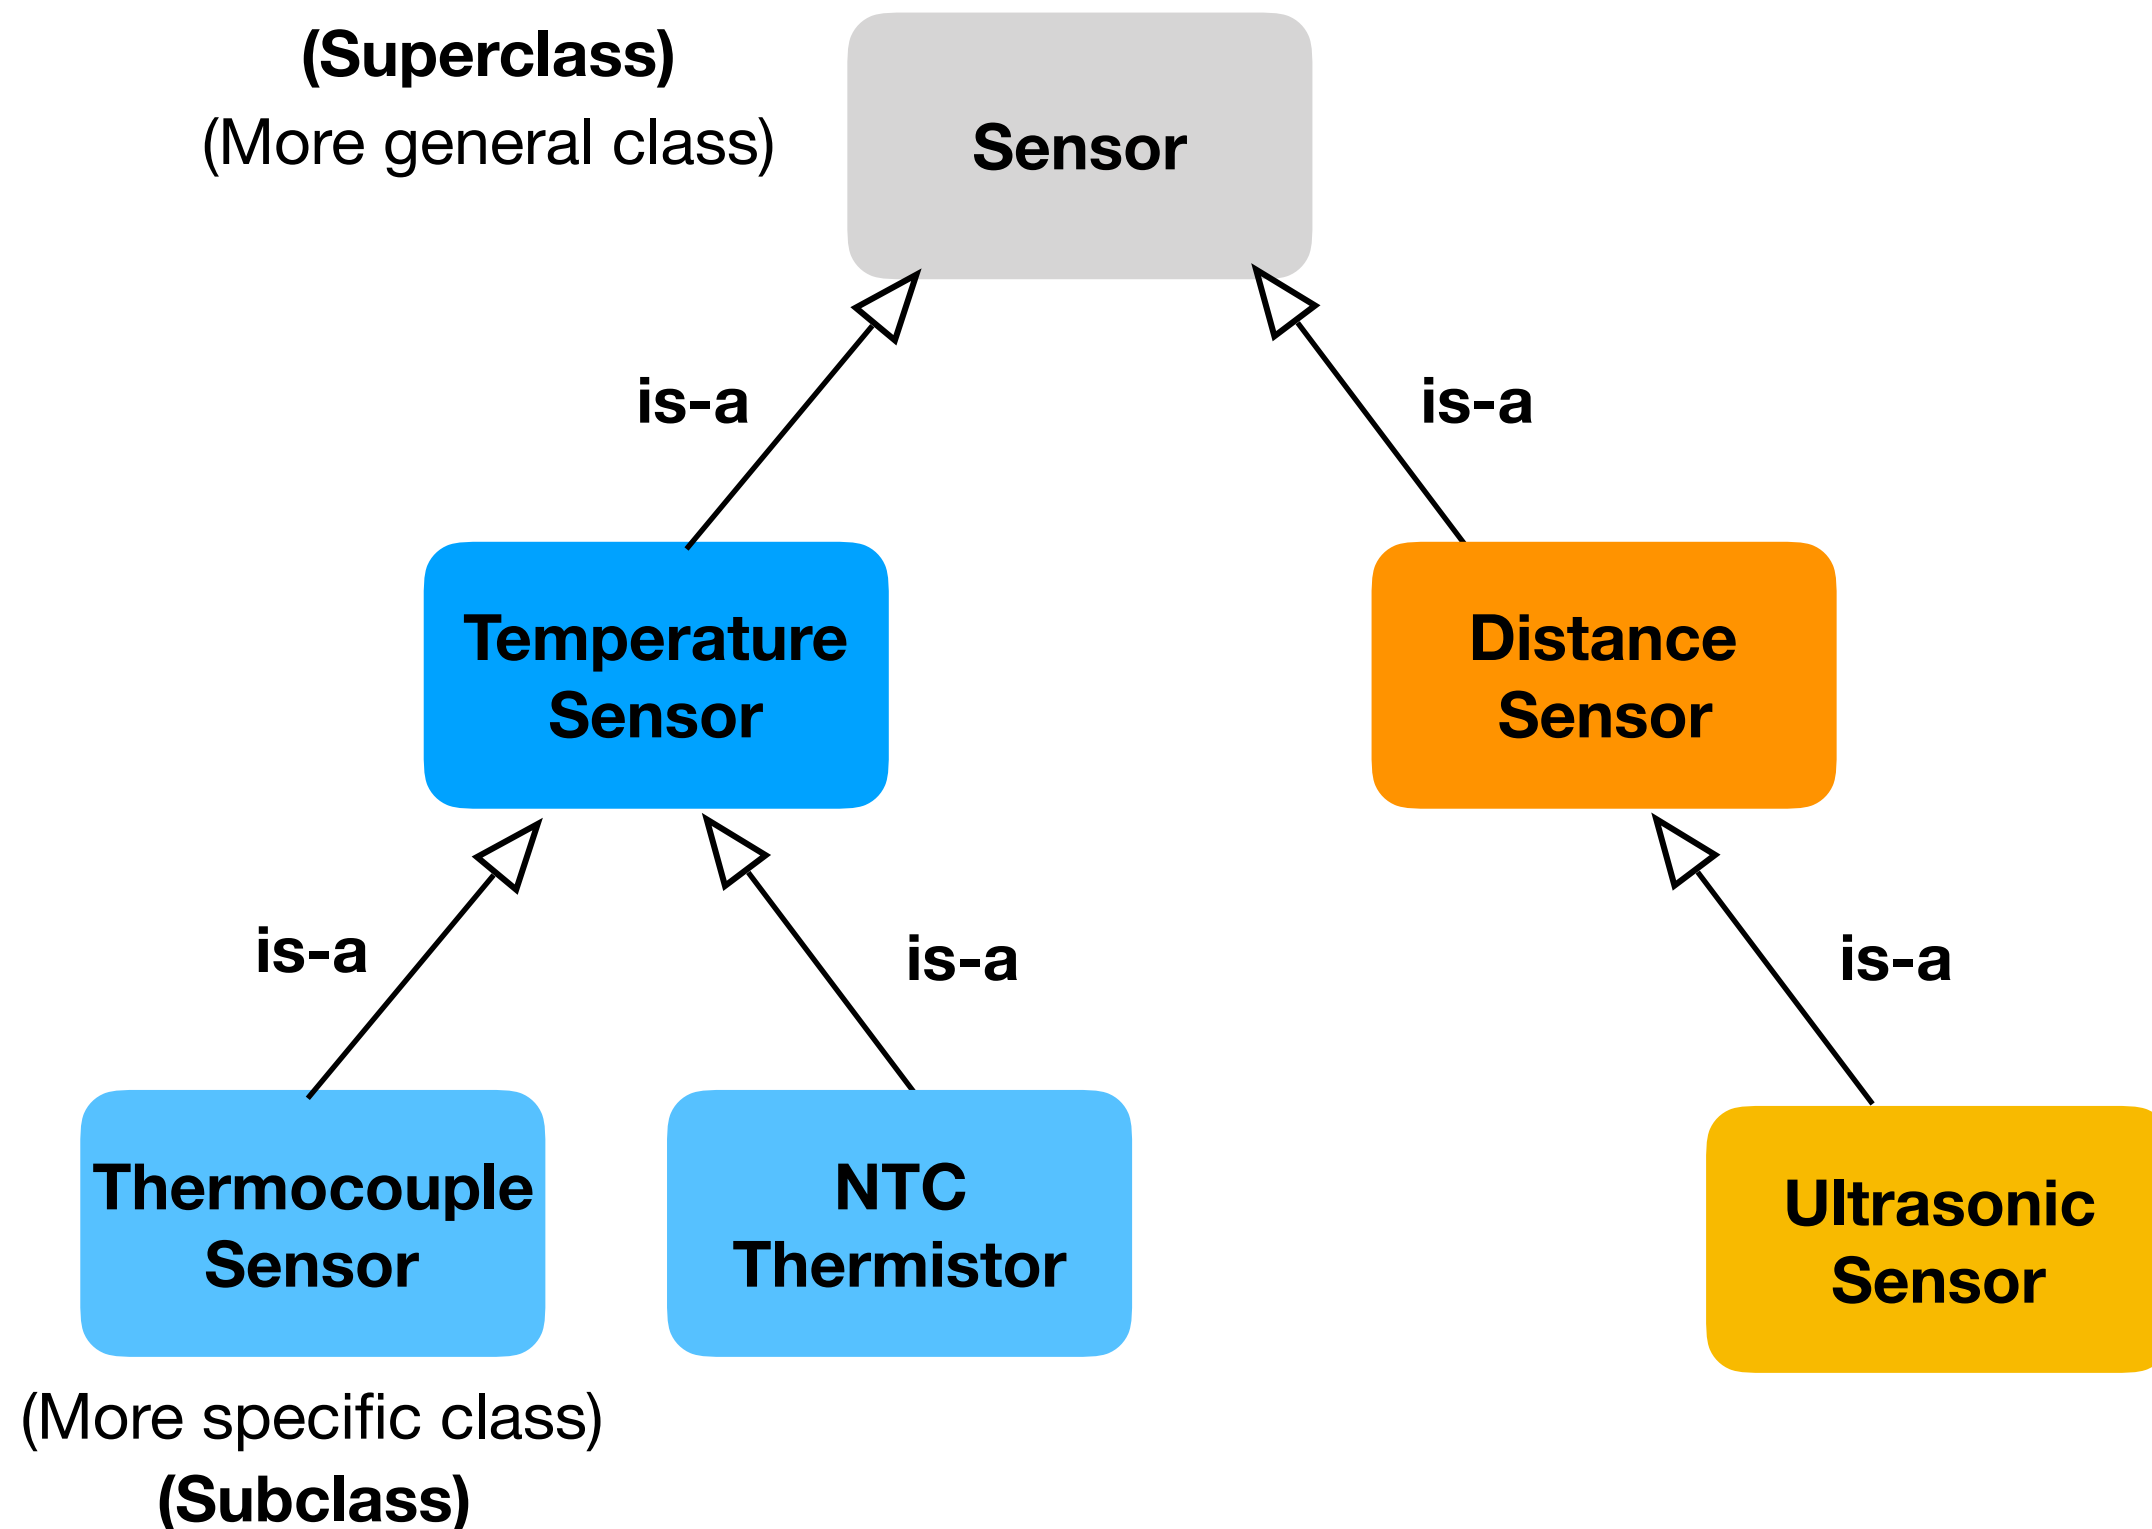 (Superclass)
(More general class)
Sensor
is-a
is-a
Temperature
Sensor
Distance
Sensor
is-a
is-a
is-a
Thermocouple
Sensor
NTC
Thermistor
Ultrasonic
Sensor
(More specific class)
(Subclass)